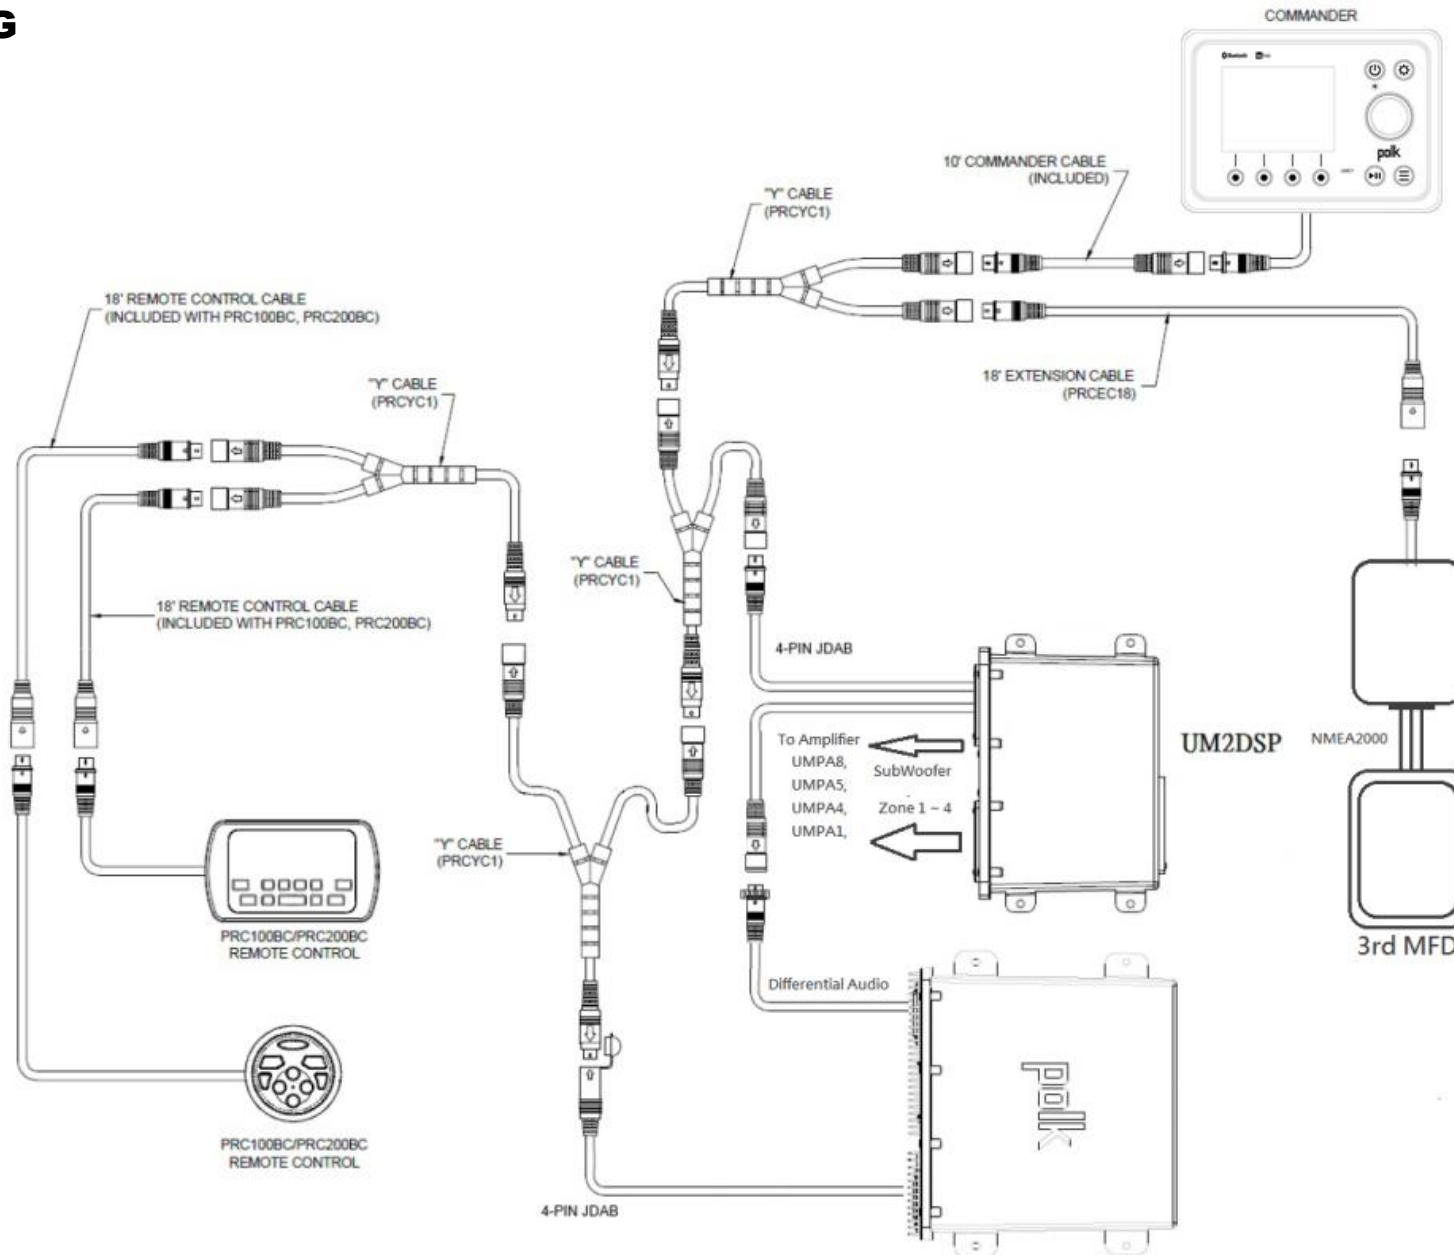 G
COMMANDER
Bluetooth
polk
10' COMMANDER CABLE
(INCLUDED)
"Y" CABLE
(PRCYC1)
18' REMOTE CONTROL CABLE
(INCLUDED WITH PRC100BC, PRC200BC)
18' EXTENSION CABLE
(PRCEC18)
"Y" CABLE
(PRCYC1)
"Y" CABLE
(PRCYC1)
18' REMOTE CONTROL CABLE
(INCLUDED WITH PRC100BC, PRC200BC)
4-PIN JDAB
To Amplifier
UMPA8,
UMPA5,
UMPA4,
UMPA1,
SubWoofer
Zone 1 ~ 4
UM2DSP
NMEA2000
"Y" CABLE
(PRCYC1)
PRC100BC/PRC200BC
REMOTE CONTROL
3rd MFD
Differential Audio
polk
PRC100BC/PRC200BC
REMOTE CONTROL
4-PIN JDAB